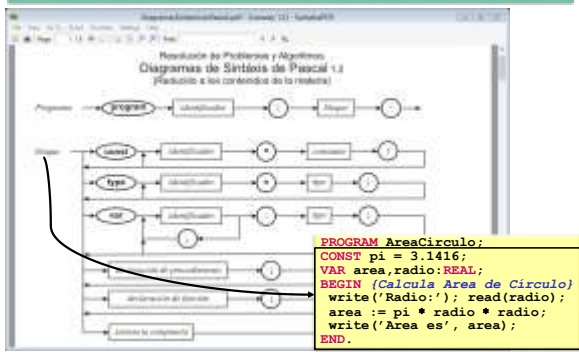 Resolución de Problemas y Algoritmos
Diagramas de Sintáxis de Pascal 1.2
(Reducido a los contenidos de la materia)
Programa program identificador ; Bloque .
Bloque const identificador = constante ;
type identificador = tipo ;
var identificador : tipo ;
,
de procedimiento ;
declaración de función ;
sentencia compuesta
PROGRAM AreaCirculo;
CONST pi = 3.1416;
VAR area,radio:REAL;
BEGIN {Calcula Area de Círculo}
write('Radio:'); read(radio);
area := pi * radio * radio;
write('Area es', area);
END.